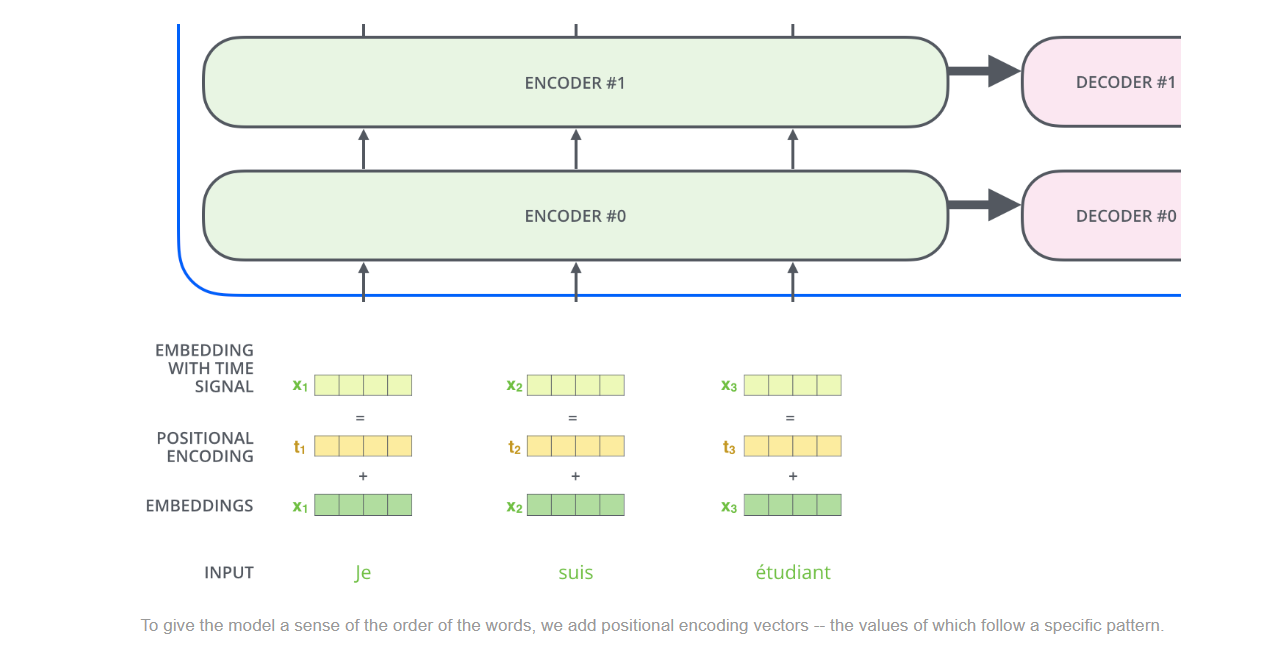 ENCODER #1
DECODER #1
ENCODER #0
DECODER #0
EMBEDDING
WITH TIME
SIGNAL
x₁
x₂
x₃
= = =
POSITIONAL
ENCODING
t₁
t₂
t₃
+ + +
EMBEDDINGS
x₁
x₂
x₃
INPUT
Je
suis
étudiant
To give the model a sense of the order of the words, we add positional encoding vectors -- the values of which follow a specific pattern.